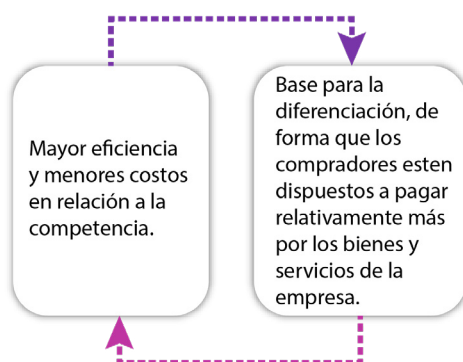 Mayor eficiencia
y menores costos
en relación a la
competencia.
Base para la
diferenciación, de
forma que los
compradores esten
dispuestos a pagar
relativamente más
por los bienes y
servicios de la
empresa.